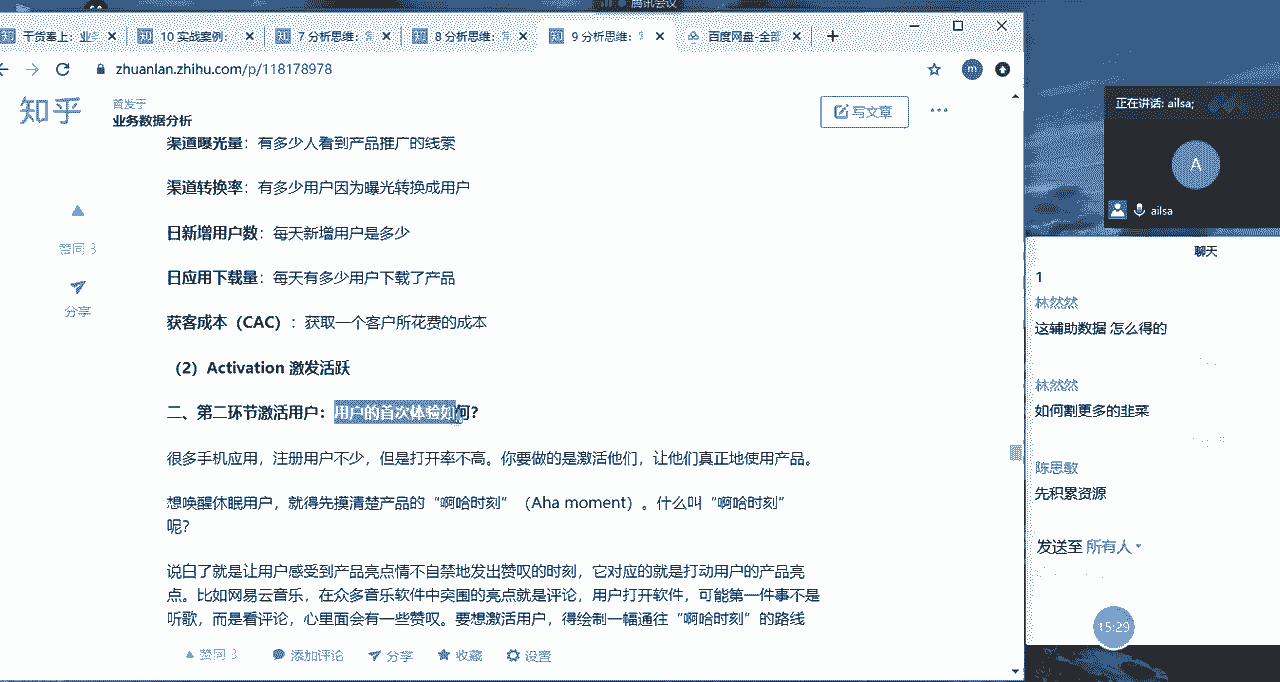 腾讯会议
干货奉上：业
10 实战案例：
7 分析思维：
8 分析思维：
9 分析思维：
百度网盘-全部
zhuanlan.zhihu.com/p/118178978
m
知乎
首发于
业务数据分析
写文章
渠道曝光量：有多少人看到产品推广的线索
渠道转换率：有多少用户因为曝光转换成用户
日新增用户数：每天新增用户是多少
日应用下载量：每天有多少用户下载了产品
获客成本（CAC）：获取一个客户所花费的成本
（2）Activation 激发活跃
二、第二环节激活用户：用户的首次体验如何？
很多手机应用，注册用户不少，但是打开率不高。你要做的是激活他们，让他们真正地使用产品。
想唤醒休眠用户，就得先摸清楚产品的“啊哈时刻”（Aha moment）。什么叫“啊哈时刻”
呢？
说白了就是让用户感受到产品亮点情不自禁地发出赞叹的时刻，它对应的就是打动用户的产品亮
点。比如网易云音乐，在众多音乐软件中突围的亮点就是评论，用户打开软件，可能第一件事不是
听歌，而是看评论，心里面会有一些赞叹。要想激活用户，得绘制一幅通往“啊哈时刻”的路线
赞同 3
分享
赞同 3
添加评论
分享
收藏
设置
正在讲话: ailsa;
A
ailsa
聊天
1
林然然
这辅助数据 怎么得的
林然然
如何割更多的韭菜
陈思敏
先积累资源
发送至 所有人
15:29